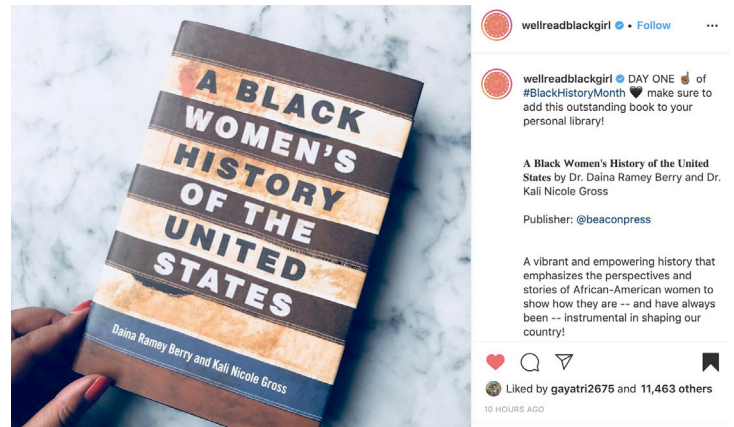 A BLACK
WOMEN'S
HISTORY
OF THE
UNITED
STATES
Daina Ramey Berry and Kali Nicole Gross
wellreadblackgirl • Follow
wellreadblackgirl DAY ONE ☝🏾 of
#BlackHistoryMonth 🖤 make sure to
add this outstanding book to your
personal library!
A Black Women's History of the United
States by Dr. Daina Ramey Berry and Dr.
Kali Nicole Gross
Publisher: @beaconpress
A vibrant and empowering history that
emphasizes the perspectives and
stories of African-American women to
show how they are -- and have always
been -- instrumental in shaping our
country!
Liked by gayatri2675 and 11,463 others
10 HOURS AGO